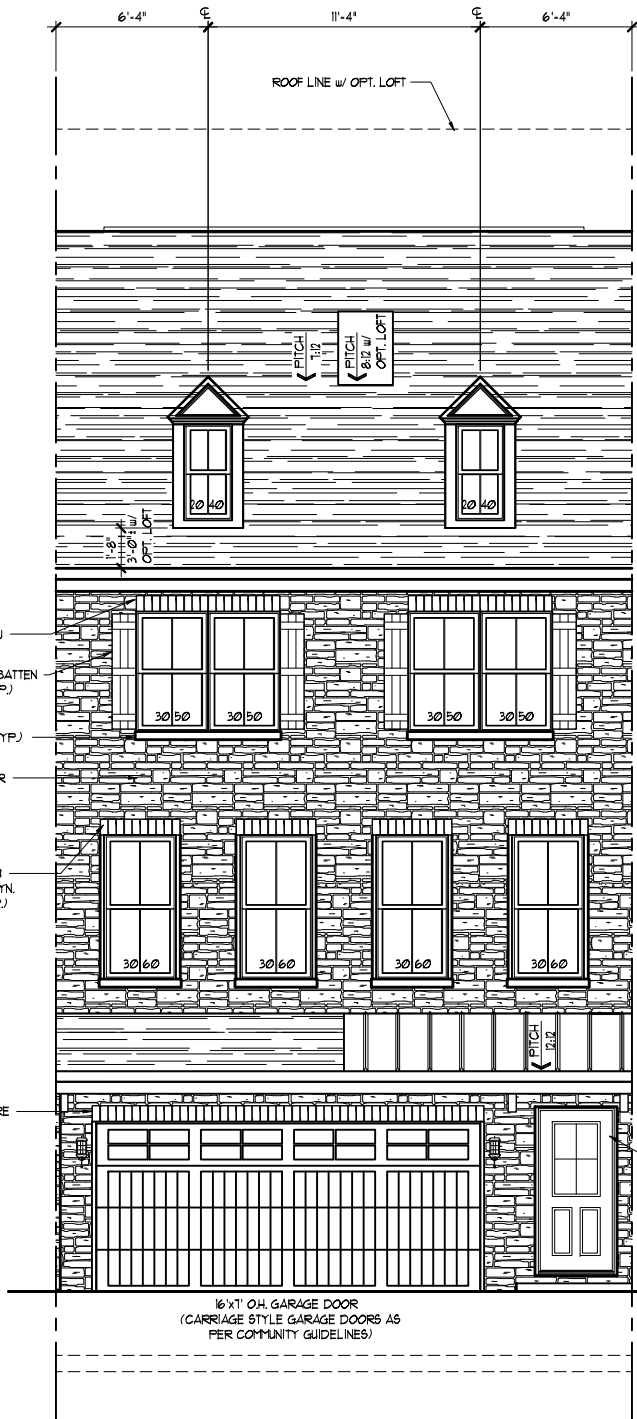 6'-4"
11'-4"
6'-4"
ROOF LINE w/ OPT. LOFT
PITCH
7:12
PITCH
8:12 w/
OPT. LOFT
20 40
20 40
1'-8"
3'-0"± w/
OPT. LOFT
BATTEN
P.)
YP.)
R
YN.
P.)
RE
30 50
30 50
30 50
30 50
30 60
30 60
30 60
30 60
PITCH
12:12
16'x7' O.H. GARAGE DOOR
(CARRIAGE STYLE GARAGE DOORS AS
PER COMMUNITY GUIDELINES)